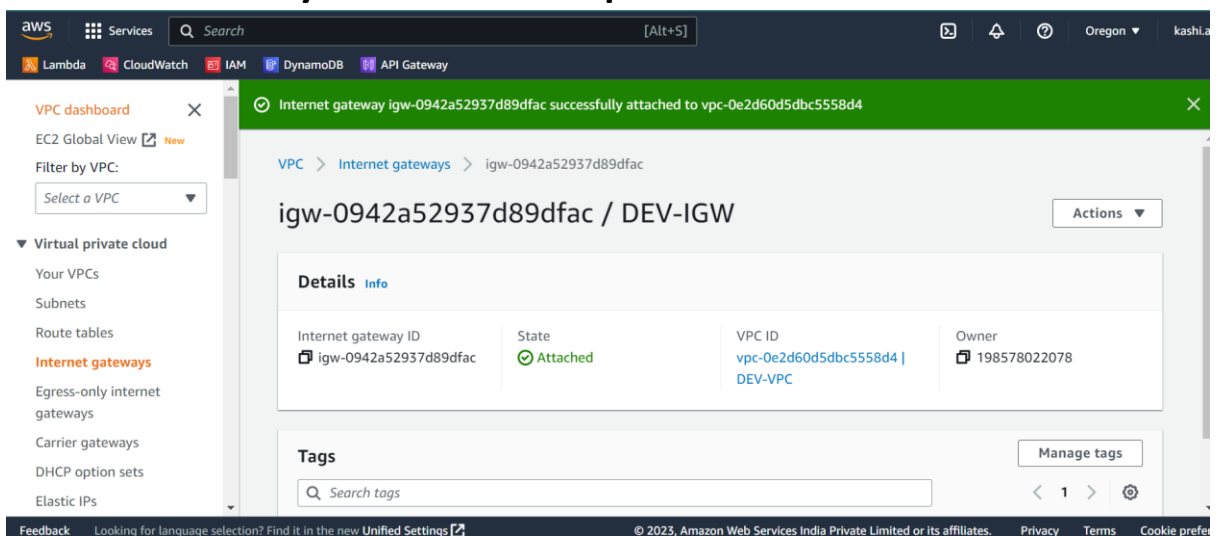 aws Services Search [Alt+S] Oregon kashi.a
Lambda CloudWatch IAM DynamoDB API Gateway
Internet gateway igw-0942a52937d89dfac successfully attached to vpc-0e2d60d5dbc5558d4
VPC dashboard
EC2 Global View New
Filter by VPC:
Select a VPC
Virtual private cloud
Your VPCs
Subnets
Route tables
Internet gateways
Egress-only internet
gateways
Carrier gateways
DHCP option sets
Elastic IPs
VPC > Internet gateways > igw-0942a52937d89dfac
igw-0942a52937d89dfac / DEV-IGW
Actions
Details Info
Internet gateway ID
igw-0942a52937d89dfac
State
Attached
VPC ID
vpc-0e2d60d5dbc5558d4 |
DEV-VPC
Owner
198578022078
Tags
Manage tags
Search tags
< 1 >
Feedback Looking for language selection? Find it in the new Unified Settings © 2023, Amazon Web Services India Private Limited or its affiliates. Privacy Terms Cookie prefer